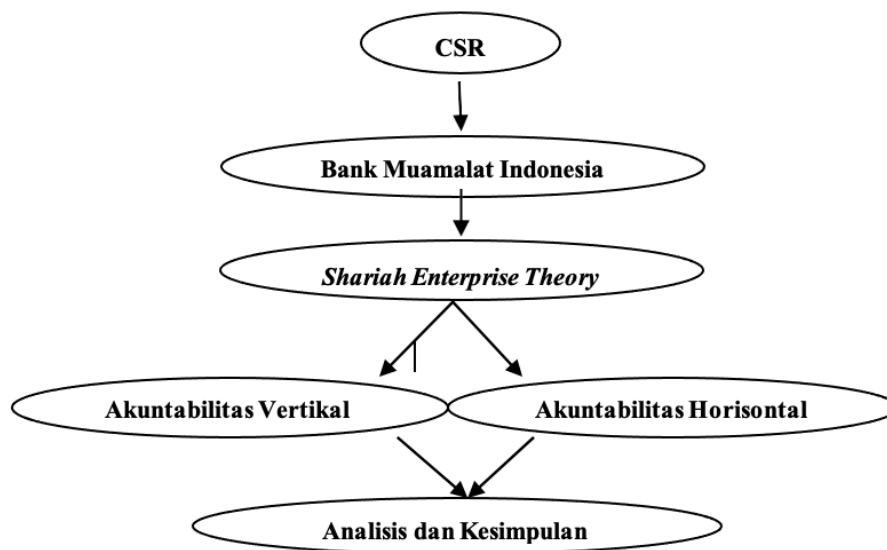 CSR
Bank Muamalat Indonesia
Shariah Enterprise Theory
Akuntabilitas Vertikal
Akuntabilitas Horisontal
Analisis dan Kesimpulan